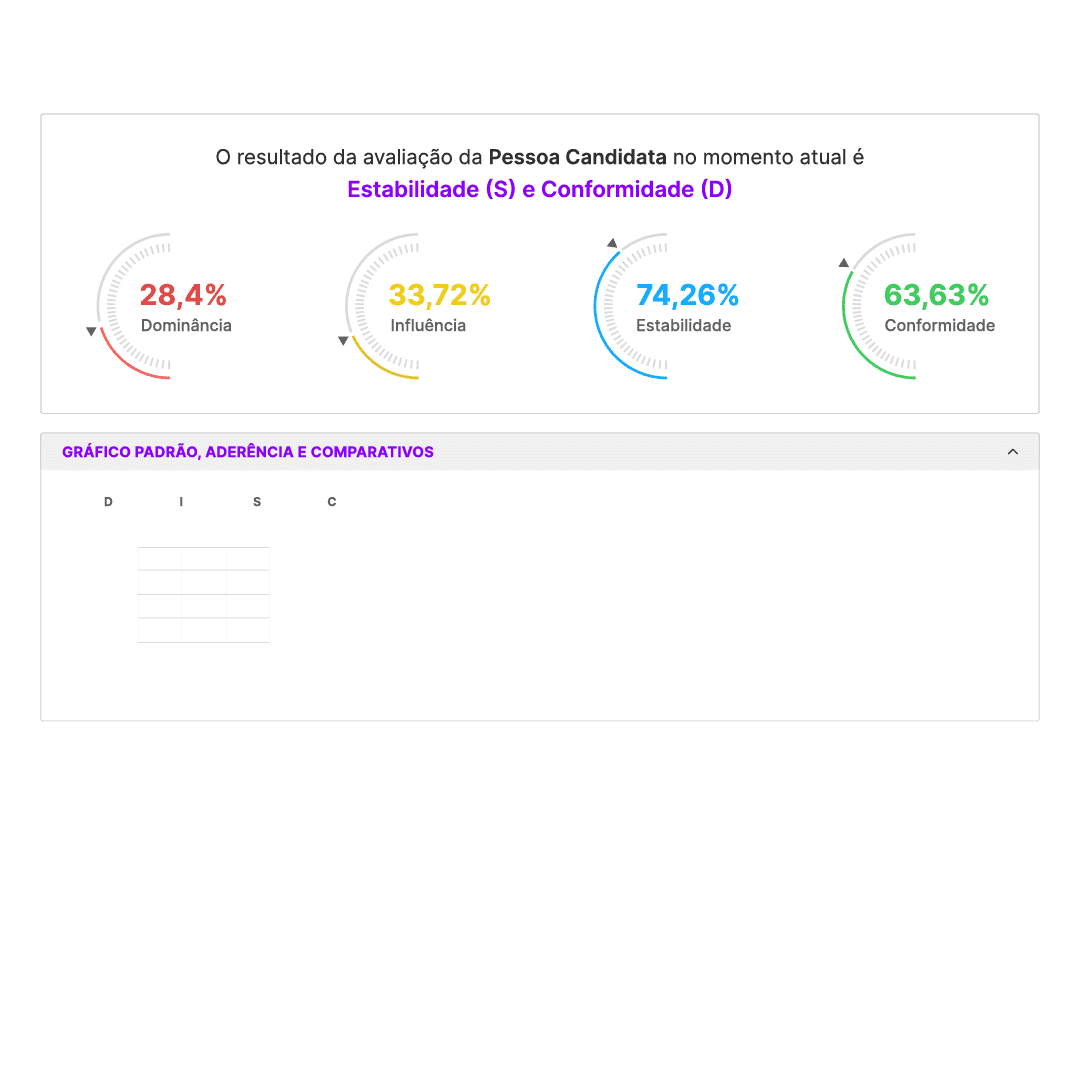 O resultado da avaliação da Pessoa Candidata no momento atual é
Estabilidade (S) e Conformidade (D)
28,4%
Dominância
33,72%
Influência
74,26%
Estabilidade
63,63%
Conformidade
GRÁFICO PADRÃO, ADERÊNCIA E COMPARATIVOS
D I S C